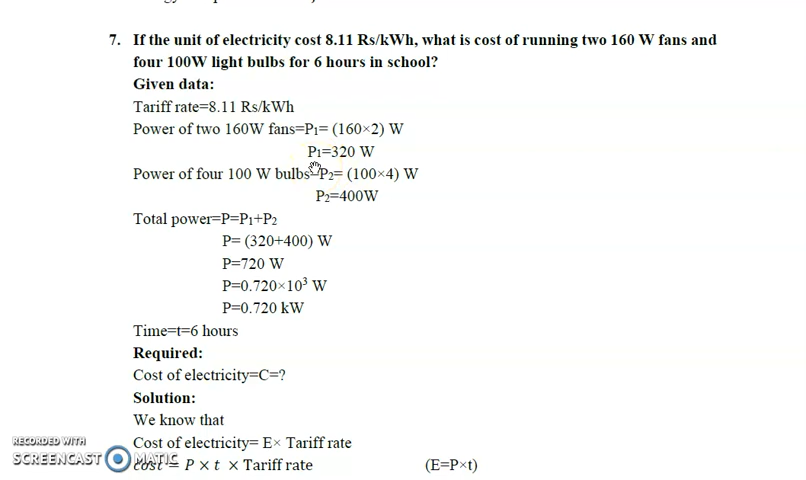 7. If the unit of electricity cost 8.11 Rs/kWh, what is cost of running two 160 W fans and
four 100W light bulbs for 6 hours in school?
Given data:
Tariff rate=8.11 Rs/kWh
Power of two 160W fans=P₁= (160×2) W
P₁=320 W
Power of four 100 W bulbs=P₂= (100×4) W
P₂=400W
Total power=P=P₁+P₂
P= (320+400) W
P=720 W
P=0.720×10³ W
P=0.720 kW
Time=t=6 hours
Required:
Cost of electricity=C=?
Solution:
We know that
Cost of electricity= E× Tariff rate
cost = P × t × Tariff rate (E=P×t)
RECORDED WITH
SCREENCAST MATIC